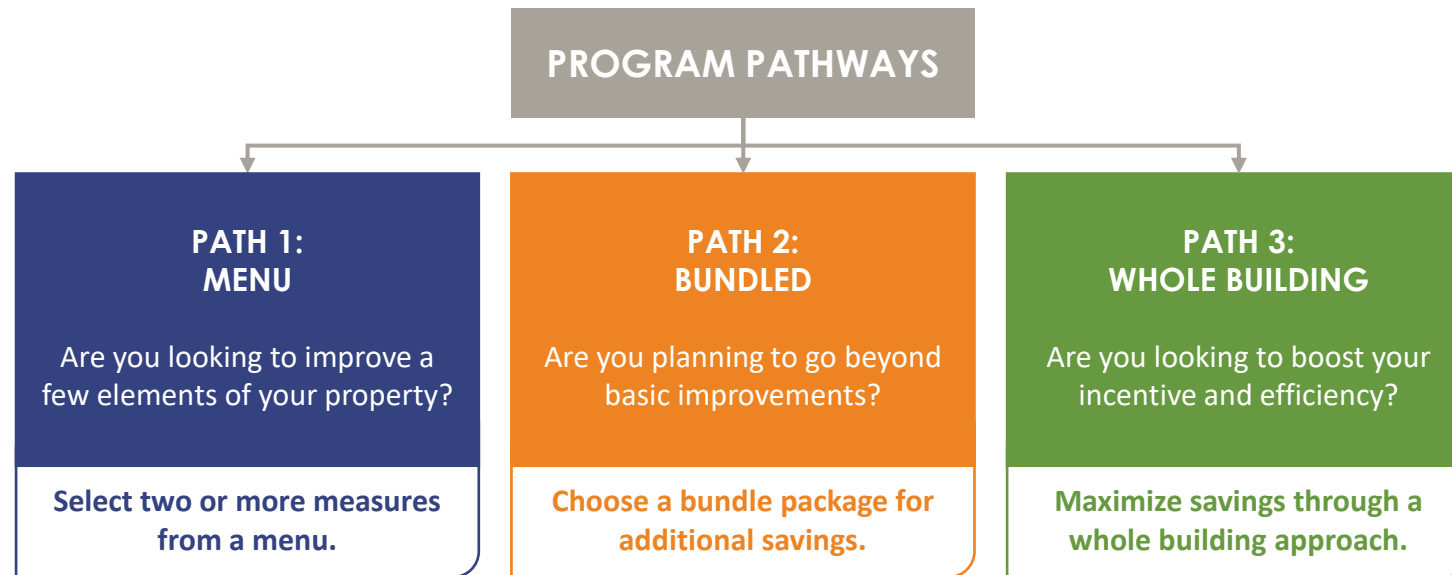 PROGRAM PATHWAYS
PATH 1:
MENU
Are you looking to improve a
few elements of your property?
Select two or more measures
from a menu.
PATH 2:
BUNDLED
Are you planning to go beyond
basic improvements?
Choose a bundle package for
additional savings.
PATH 3:
WHOLE BUILDING
Are you looking to boost your
incentive and efficiency?
Maximize savings through a
whole building approach.